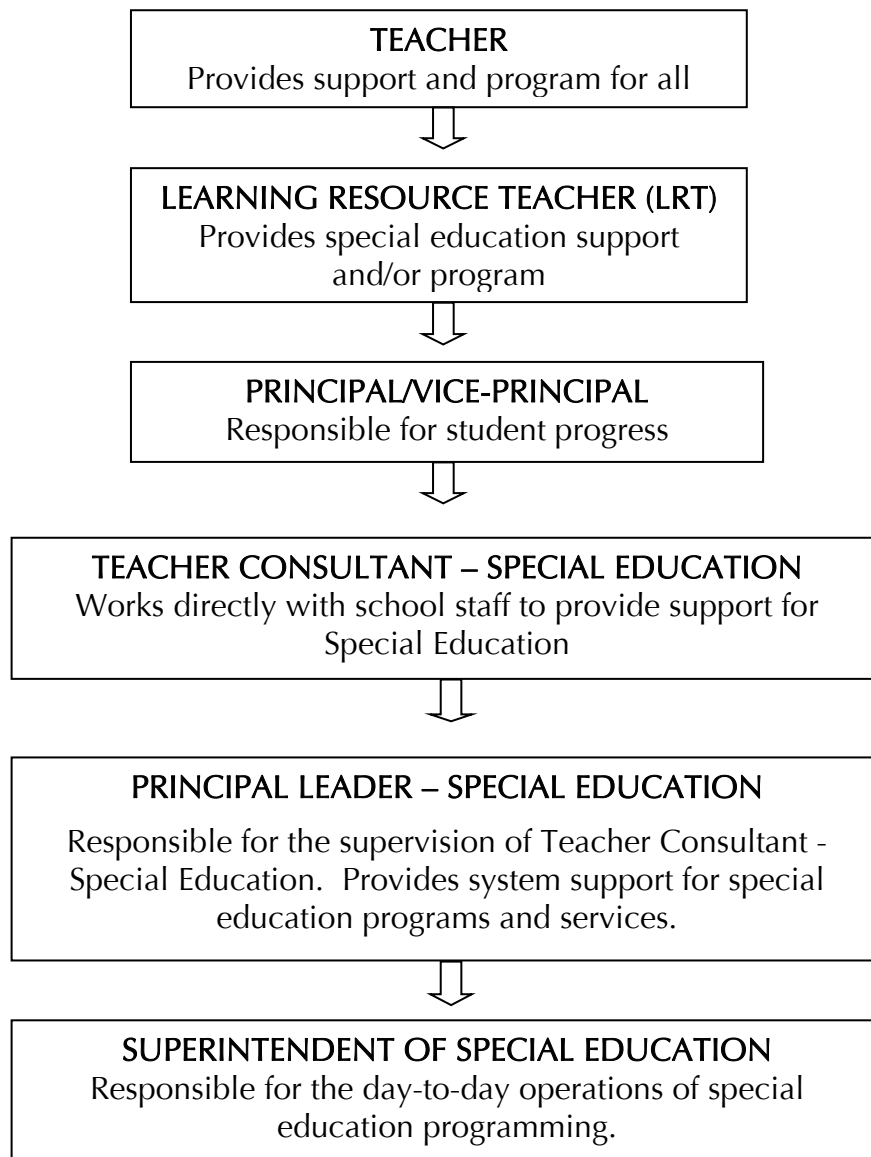 TEACHER
Provides support and program for all
LEARNING RESOURCE TEACHER (LRT)
Provides special education support
and/or program
PRINCIPAL/VICE-PRINCIPAL
Responsible for student progress
TEACHER CONSULTANT – SPECIAL EDUCATION
Works directly with school staff to provide support for
Special Education
PRINCIPAL LEADER – SPECIAL EDUCATION
Responsible for the supervision of Teacher Consultant -
Special Education.  Provides system support for special
education programs and services.
SUPERINTENDENT OF SPECIAL EDUCATION
Responsible for the day-to-day operations of special
education programming.